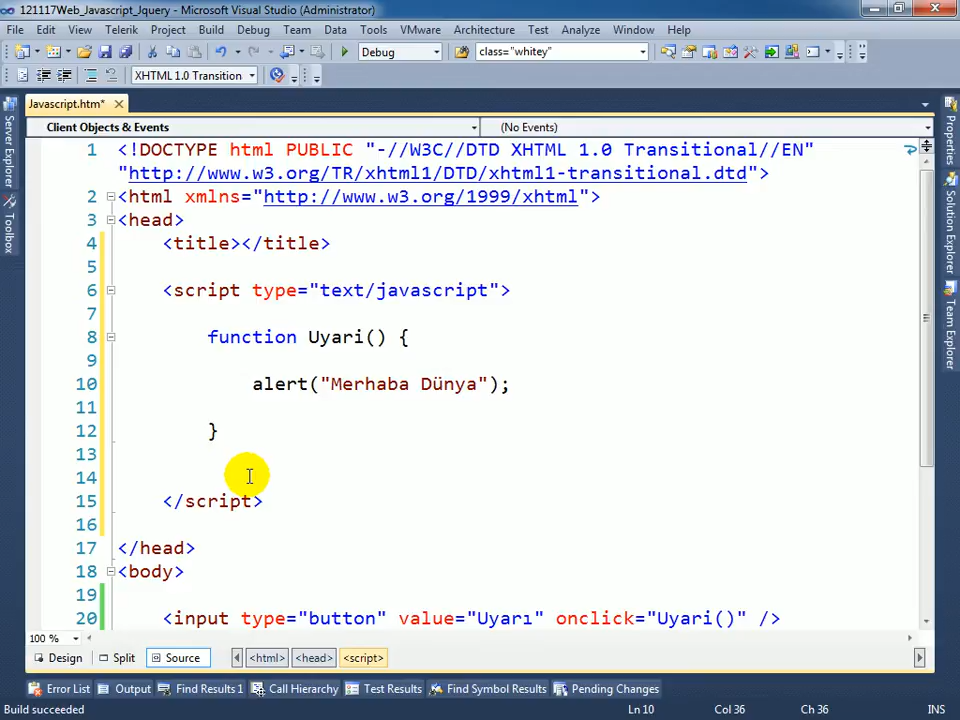 121117Web_Javascript_Jquery - Microsoft Visual Studio (Administrator)
File Edit View Telerik Project Build Debug Team Data Tools VMware Architecture Test Analyze Window Help
Debug class="whitey"
XHTML 1.0 Transition
Javascript.htm*
Client Objects & Events (No Events)
1 <!DOCTYPE html PUBLIC "-//W3C//DTD XHTML 1.0 Transitional//EN"
"http://www.w3.org/TR/xhtml1/DTD/xhtml1-transitional.dtd">
2 <html xmlns="http://www.w3.org/1999/xhtml">
3 <head>
4 <title></title>
5
6 <script type="text/javascript">
7
8 function Uyari() {
9
10 alert("Merhaba Dünya");
11
12 }
13
14
15 </script>
16
17 </head>
18 <body>
19
20 <input type="button" value="Uyarı" onclick="Uyari()" />
100 %
Design Split Source <html> <head> <script>
Error List Output Find Results 1 Call Hierarchy Test Results Find Symbol Results Pending Changes
Build succeeded Ln 10 Col 36 Ch 36 INS
Server Explorer
Toolbox
Properties
Solution Explorer
Team Explorer